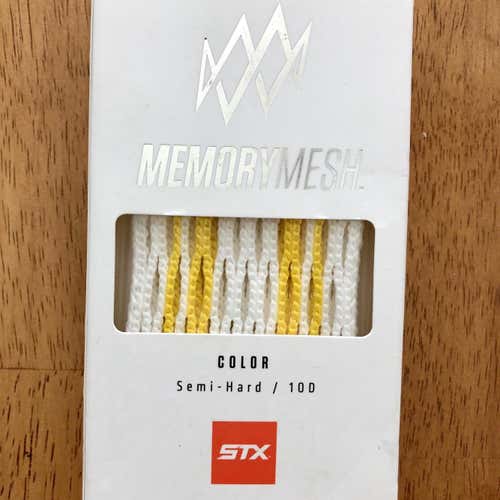 MEMORYMESH.
COLOR
Semi-Hard / 10D
STX